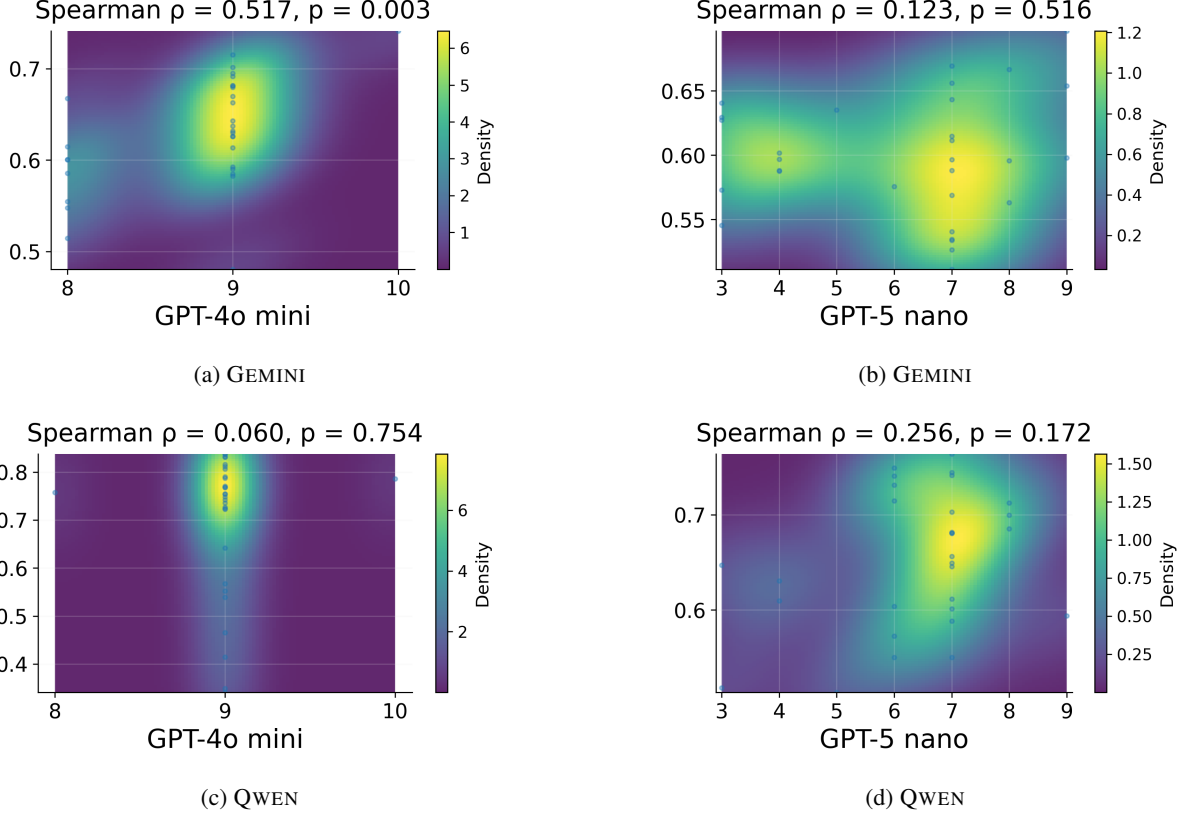 Spearman ρ = 0.517, p = 0.003
0.7
0.6
0.5
8 9 10
GPT-4o mini
6
5
4
3
2
1
Density
(a) GEMINI
Spearman ρ = 0.123, p = 0.516
0.65
0.60
0.55
3 4 5 6 7 8 9
GPT-5 nano
1.2
1.0
0.8
0.6
0.4
0.2
Density
(b) GEMINI
Spearman ρ = 0.060, p = 0.754
0.8
0.7
0.6
0.5
0.4
8 9 10
GPT-4o mini
6
4
2
Density
(c) QWEN
Spearman ρ = 0.256, p = 0.172
0.7
0.6
3 4 5 6 7 8 9
GPT-5 nano
1.50
1.25
1.00
0.75
0.50
0.25
Density
(d) QWEN